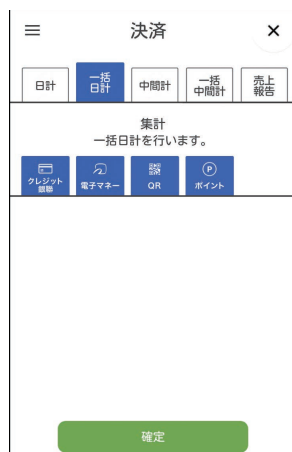 決済
日計
一括
日計
中間計
一括
中間計
売上
報告
集計
一括日計を行います。
クレジット
銀聯
電子マネー
QR
P
ポイント
確定